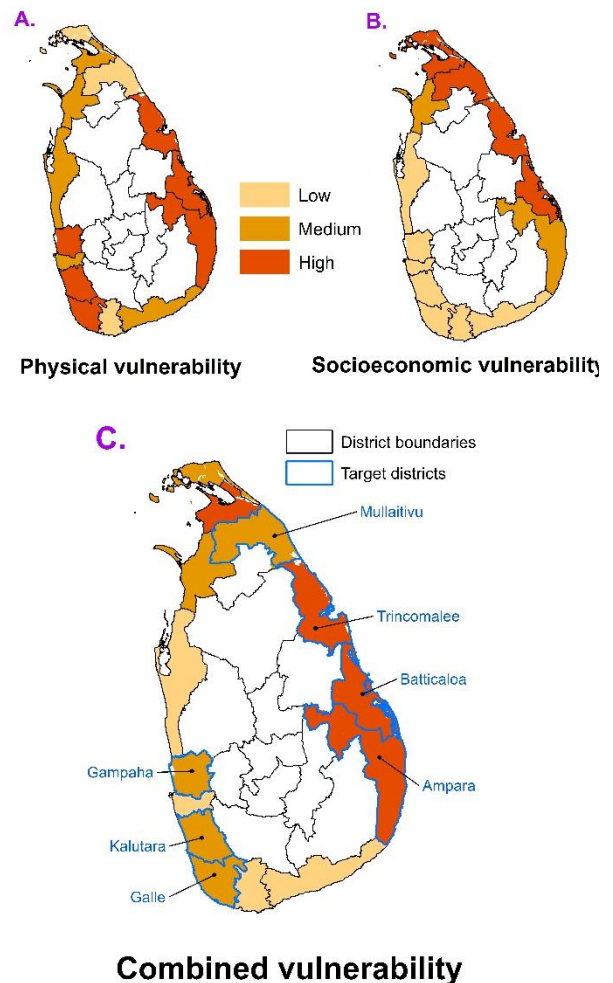 A.
B.
Low
Medium
High
Physical vulnerability
Socioeconomic vulnerability
C.
District boundaries
Target districts
Mullaitivu
Trincomalee
Batticaloa
Gampaha
Ampara
Kalutara
Galle
Combined vulnerability